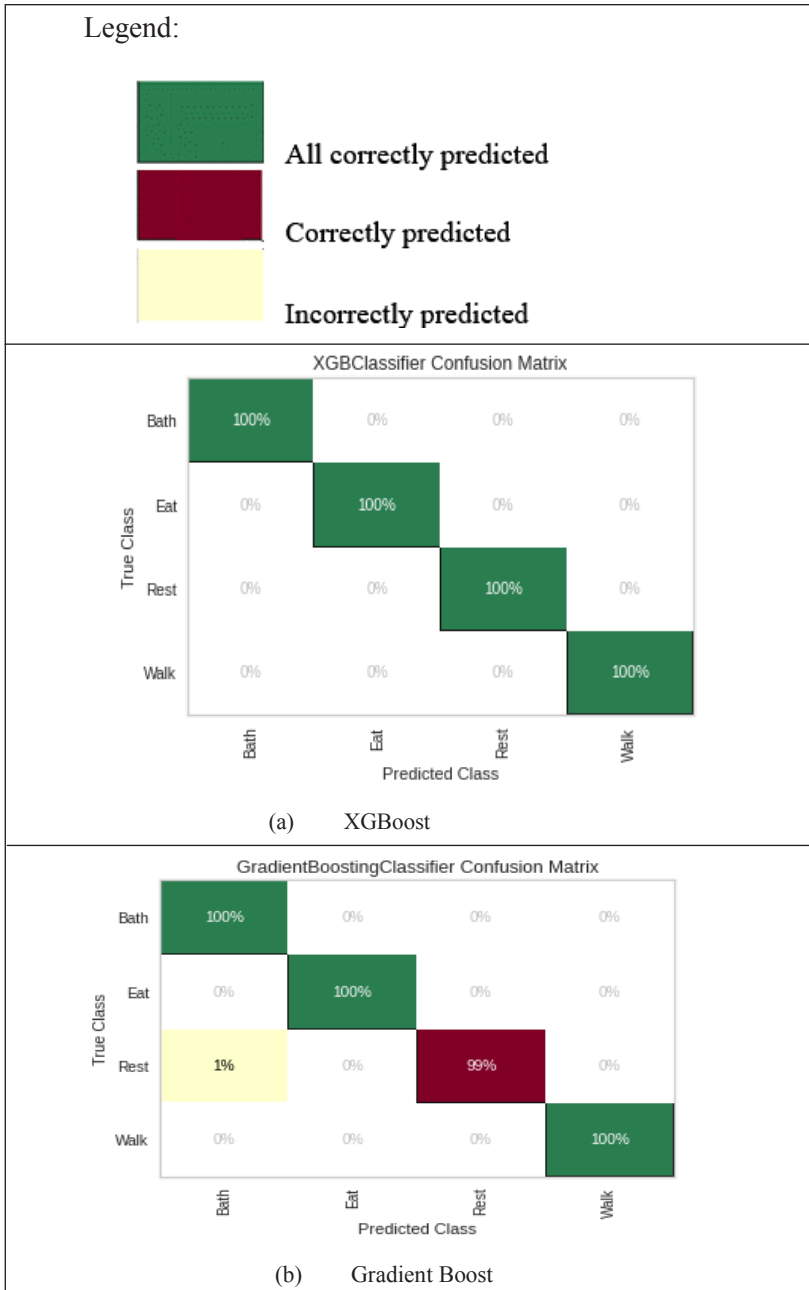 Legend:
All correctly predicted
Correctly predicted
Incorrectly predicted
XGBClassifier Confusion Matrix
True Class
Bath 100% 0% 0% 0%
Eat 0% 100% 0% 0%
Rest 0% 0% 100% 0%
Walk 0% 0% 0% 100%
Bath Eat Rest Walk
Predicted Class
(a) XGBoost
GradientBoostingClassifier Confusion Matrix
True Class
Bath 100% 0% 0% 0%
Eat 0% 100% 0% 0%
Rest 1% 0% 99% 0%
Walk 0% 0% 0% 100%
Bath Eat Rest Walk
Predicted Class
(b) Gradient Boost